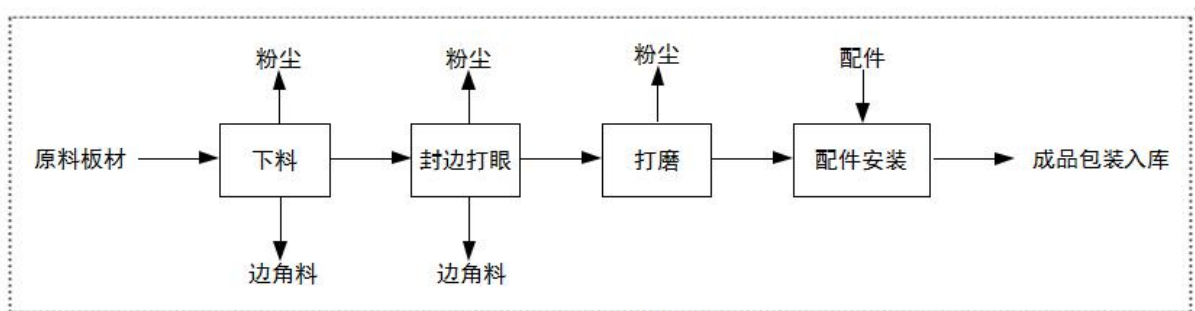 粉尘 粉尘 粉尘 配件
原料板材 下料 封边打眼 打磨 配件安装 成品包装入库
边角料 边角料